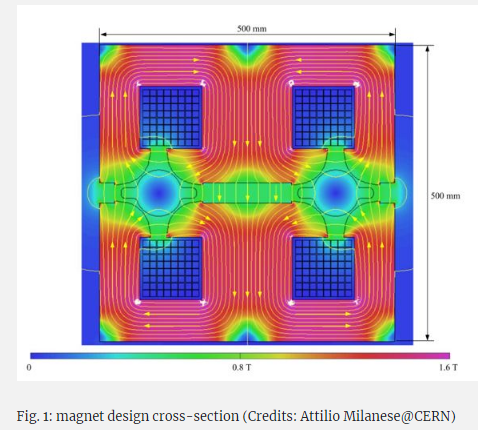 500 mm
500 mm
0
0.8 T
1.6 T
Fig. 1: magnet design cross-section (Credits: Attilio Milanese@CERN)